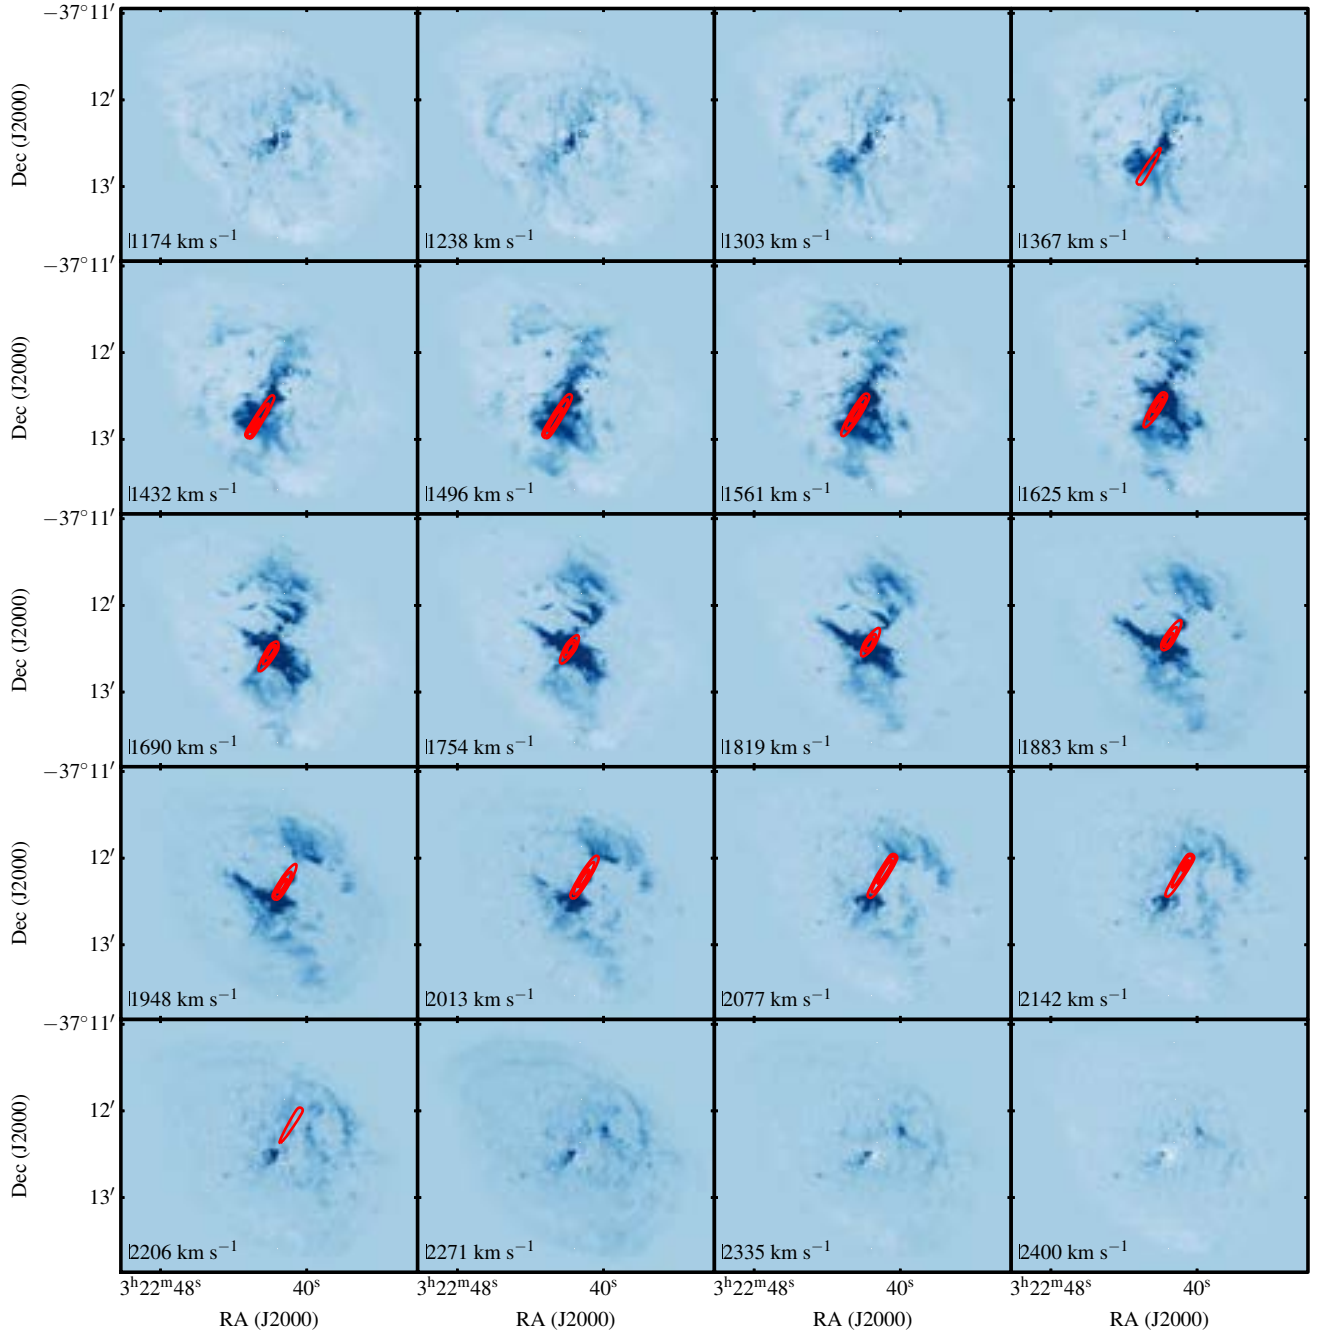 −37°11′
12′
13′
Dec (J2000)
|1174 km s⁻¹
|1238 km s⁻¹
|1303 km s⁻¹
|1367 km s⁻¹
−37°11′
12′
13′
Dec (J2000)
|1432 km s⁻¹
|1496 km s⁻¹
|1561 km s⁻¹
|1625 km s⁻¹
−37°11′
12′
13′
Dec (J2000)
|1690 km s⁻¹
|1754 km s⁻¹
|1819 km s⁻¹
|1883 km s⁻¹
−37°11′
12′
13′
Dec (J2000)
|1948 km s⁻¹
|2013 km s⁻¹
|2077 km s⁻¹
|2142 km s⁻¹
−37°11′
12′
13′
Dec (J2000)
|2206 km s⁻¹
|2271 km s⁻¹
|2335 km s⁻¹
|2400 km s⁻¹
3ʰ22ᵐ48ˢ 40ˢ 3ʰ22ᵐ48ˢ 40ˢ 3ʰ22ᵐ48ˢ 40ˢ 3ʰ22ᵐ48ˢ 40ˢ
RA (J2000) RA (J2000) RA (J2000) RA (J2000)